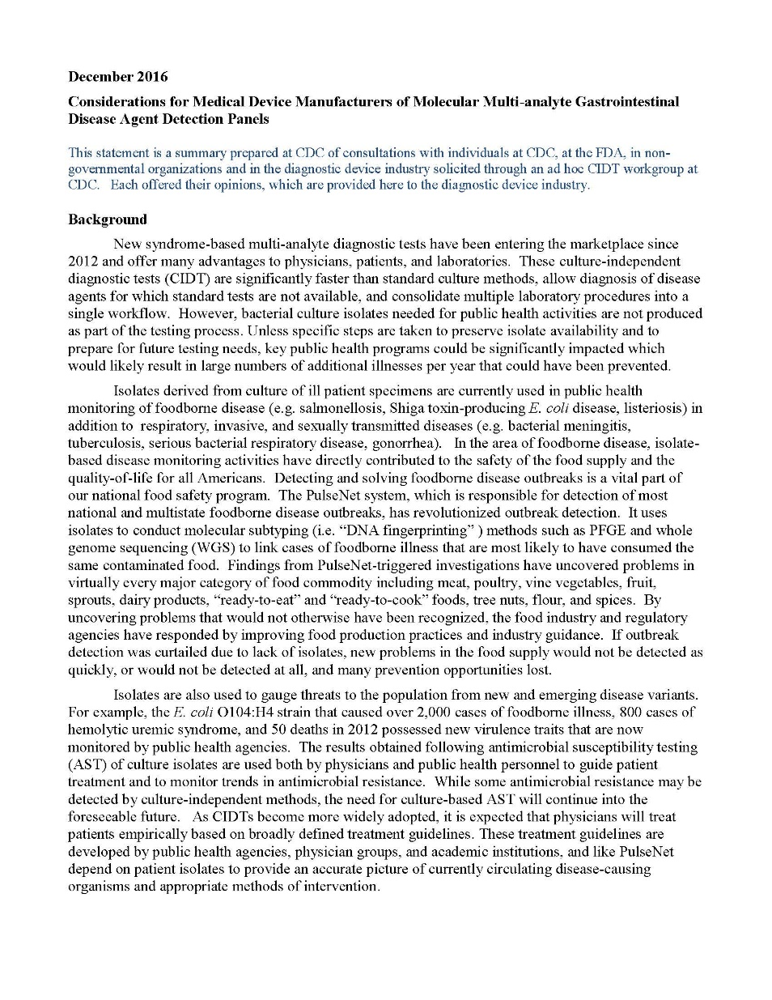 December 2016
Considerations for Medical Device Manufacturers of Molecular Multi-analyte Gastrointestinal
Disease Agent Detection Panels
This statement is a summary prepared at CDC of consultations with individuals at CDC, at the FDA, in non-
governmental organizations and in the diagnostic device industry solicited through an ad hoc CIDT workgroup at
CDC.   Each offered their opinions, which are provided here to the diagnostic device industry.
Background
New syndrome-based multi-analyte diagnostic tests have been entering the marketplace since
2012 and offer many advantages to physicians, patients, and laboratories.  These culture-independent
diagnostic tests (CIDT) are significantly faster than standard culture methods, allow diagnosis of disease
agents for which standard tests are not available, and consolidate multiple laboratory procedures into a
single workflow.  However, bacterial culture isolates needed for public health activities are not produced
as part of the testing process. Unless specific steps are taken to preserve isolate availability and to
prepare for future testing needs, key public health programs could be significantly impacted which
would likely result in large numbers of additional illnesses per year that could have been prevented.
Isolates derived from culture of ill patient specimens are currently used in public health
monitoring of foodborne disease (e.g. salmonellosis, Shiga toxin-producing E. coli disease, listeriosis) in
addition to  respiratory, invasive, and sexually transmitted diseases (e.g. bacterial meningitis,
tuberculosis, serious bacterial respiratory disease, gonorrhea).   In the area of foodborne disease, isolate-
based disease monitoring activities have directly contributed to the safety of the food supply and the
quality-of-life for all Americans.  Detecting and solving foodborne disease outbreaks is a vital part of
our national food safety program.  The PulseNet system, which is responsible for detection of most
national and multistate foodborne disease outbreaks, has revolutionized outbreak detection.  It uses
isolates to conduct molecular subtyping (i.e. “DNA fingerprinting” ) methods such as PFGE and whole
genome sequencing (WGS) to link cases of foodborne illness that are most likely to have consumed the
same contaminated food.  Findings from PulseNet-triggered investigations have uncovered problems in
virtually every major category of food commodity including meat, poultry, vine vegetables, fruit,
sprouts, dairy products, “ready-to-eat” and “ready-to-cook” foods, tree nuts, flour, and spices.  By
uncovering problems that would not otherwise have been recognized, the food industry and regulatory
agencies have responded by improving food production practices and industry guidance.  If outbreak
detection was curtailed due to lack of isolates, new problems in the food supply would not be detected as
quickly, or would not be detected at all, and many prevention opportunities lost.
Isolates are also used to gauge threats to the population from new and emerging disease variants.
For example, the E. coli O104:H4 strain that caused over 2,000 cases of foodborne illness, 800 cases of
hemolytic uremic syndrome, and 50 deaths in 2012 possessed new virulence traits that are now
monitored by public health agencies.  The results obtained following antimicrobial susceptibility testing
(AST) of culture isolates are used both by physicians and public health personnel to guide patient
treatment and to monitor trends in antimicrobial resistance.  While some antimicrobial resistance may be
detected by culture-independent methods, the need for culture-based AST will continue into the
foreseeable future.   As CIDTs become more widely adopted, it is expected that physicians will treat
patients empirically based on broadly defined treatment guidelines. These treatment guidelines are
developed by public health agencies, physician groups, and academic institutions, and like PulseNet
depend on patient isolates to provide an accurate picture of currently circulating disease-causing
organisms and appropriate methods of intervention.